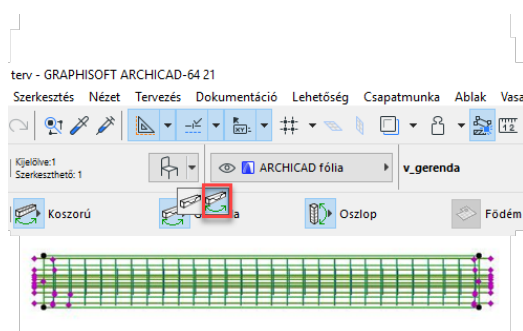 terv - GRAPHISOFT ARCHICAD-64 21
Szerkesztés Nézet Tervezés Dokumentáció Lehetőség Csapatmunka Ablak Vasa
Kijelölve:1
Szerkeszthető: 1
ARCHICAD fólia
v_gerenda
Koszorú
a
Oszlop
Födém